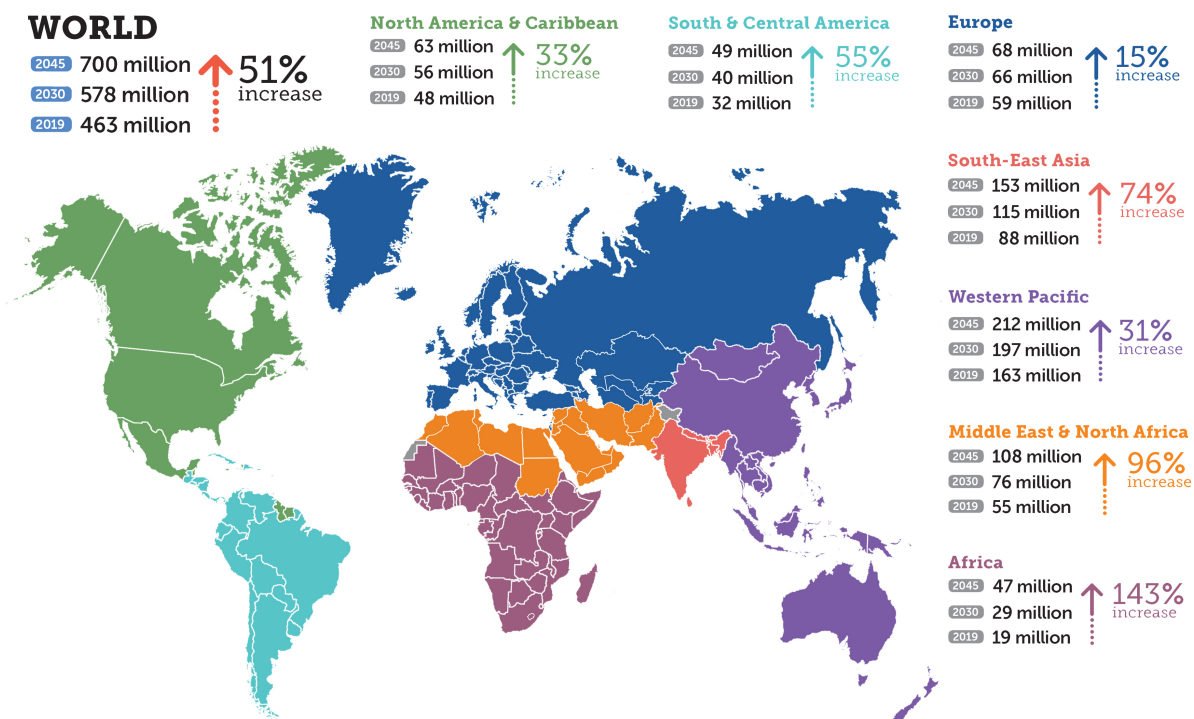 WORLD
2045 700 million
2030 578 million
2019 463 million
51%
increase
North America & Caribbean
2045 63 million
2030 56 million
2019 48 million
33%
increase
South & Central America
2045 49 million
2030 40 million
2019 32 million
55%
increase
Europe
2045 68 million
2030 66 million
2019 59 million
15%
increase
South-East Asia
2045 153 million
2030 115 million
2019 88 million
74%
increase
Western Pacific
2045 212 million
2030 197 million
2019 163 million
31%
increase
Middle East & North Africa
2045 108 million
2030 76 million
2019 55 million
96%
increase
Africa
2045 47 million
2030 29 million
2019 19 million
143%
increase